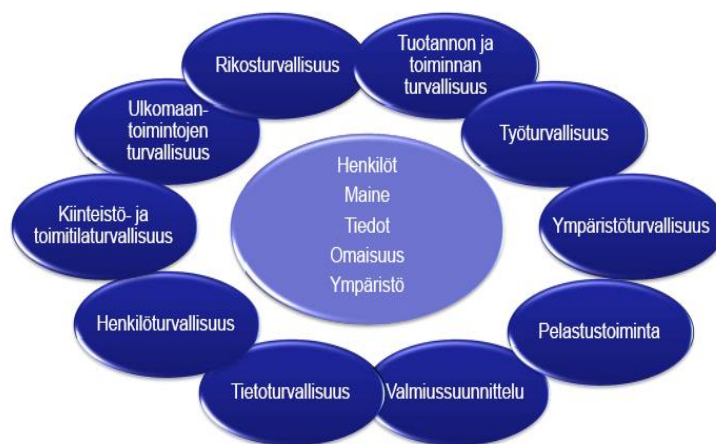 Rikosturvallisuus
Tuotannon ja
toiminnan
turvallisuus
Työturvallisuus
Ympäristöturvallisuus
Pelastustoiminta
Valmiussuunnittelu
Tietoturvallisuus
Henkilöturvallisuus
Kiinteistö- ja
toimitilaturvallisuus
Ulkomaan-
toimintojen
turvallisuus
Henkilöt
Maine
Tiedot
Omaisuus
Ympäristö